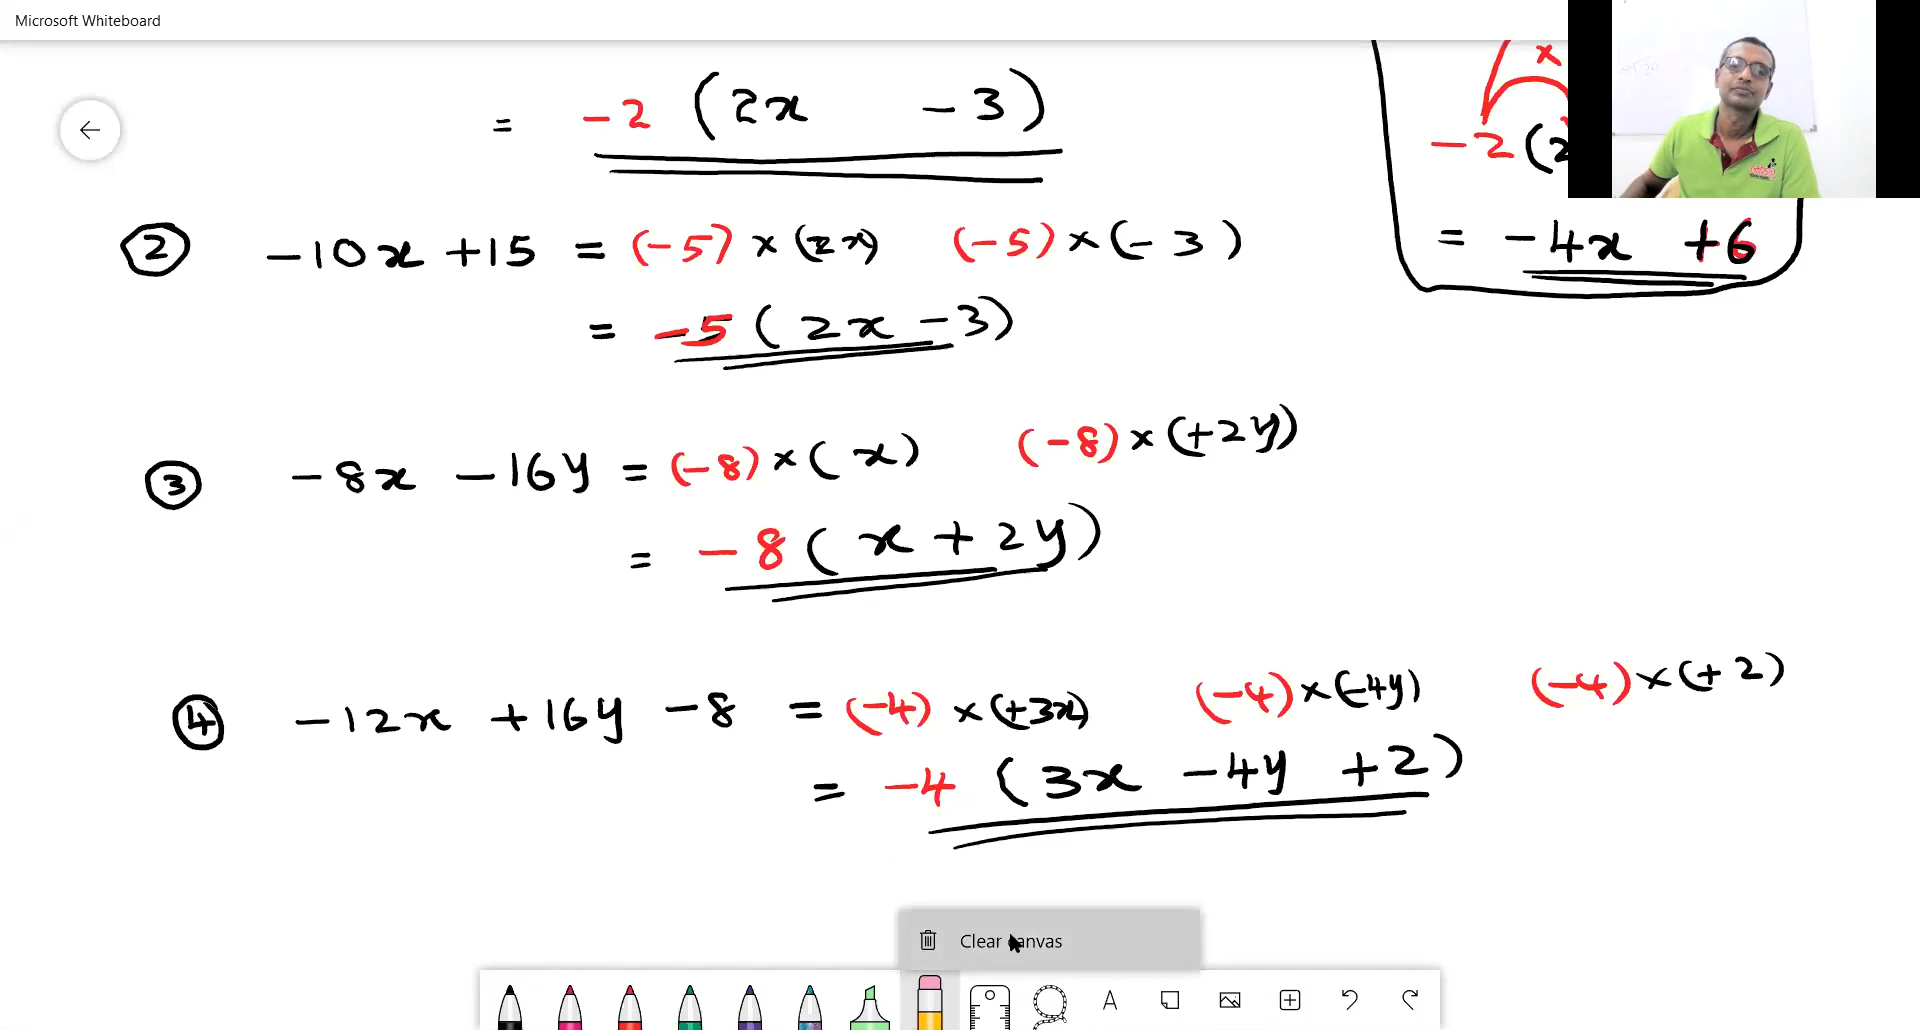 Microsoft Whiteboard
= -2 (2x -3)
② -10x +15 = (-5) × (2x) (-5) × (- 3)
= -5 (2x -3)
③ -8x -16y = (-8) × (x) (-8) × (+2y)
= -8 (x + 2y)
④ -12x +16y -8 = (-4) × (+3x) (-4) × (-4y) (-4) × (+2)
= -4 (3x -4y +2)
×
-2 (2
= -4x +6
Clear canvas
A